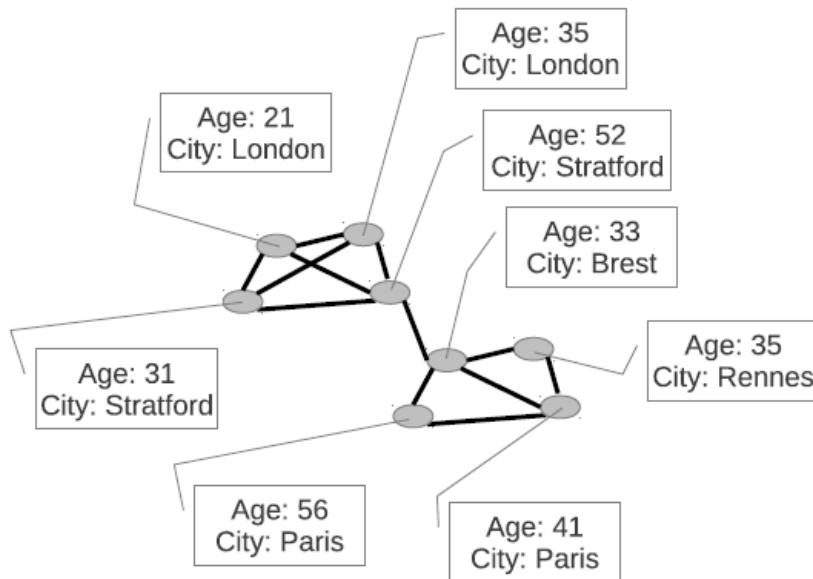 Age: 35
City: London
Age: 21
City: London
Age: 52
City: Stratford
Age: 33
City: Brest
Age: 35
City: Rennes
Age: 31
City: Stratford
Age: 56
City: Paris
Age: 41
City: Paris